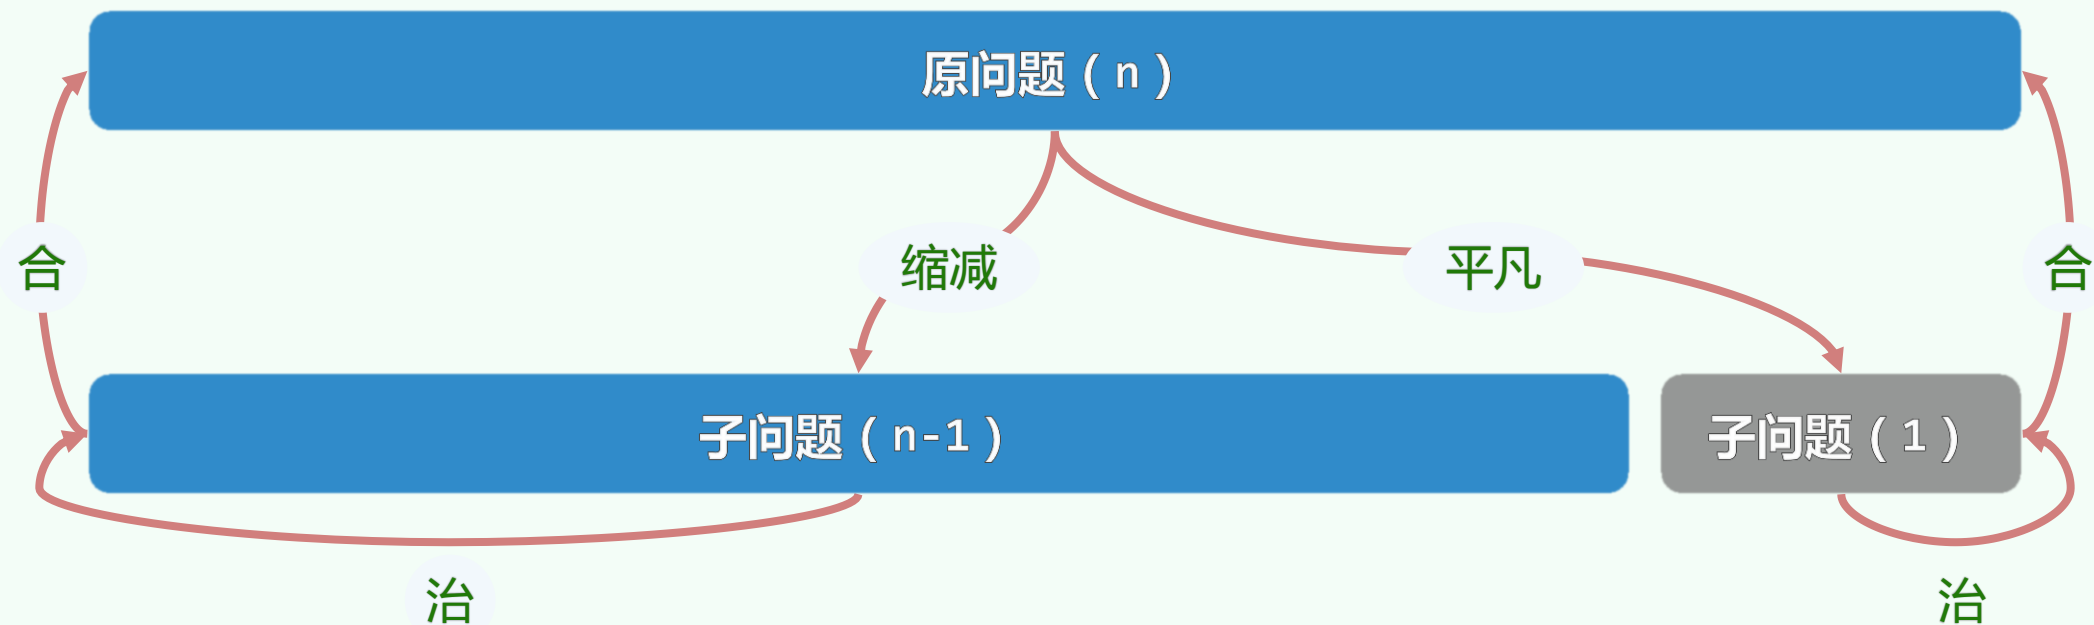 原问题（n）
合
缩减
平凡
合
子问题（n-1）
子问题（1）
治
治